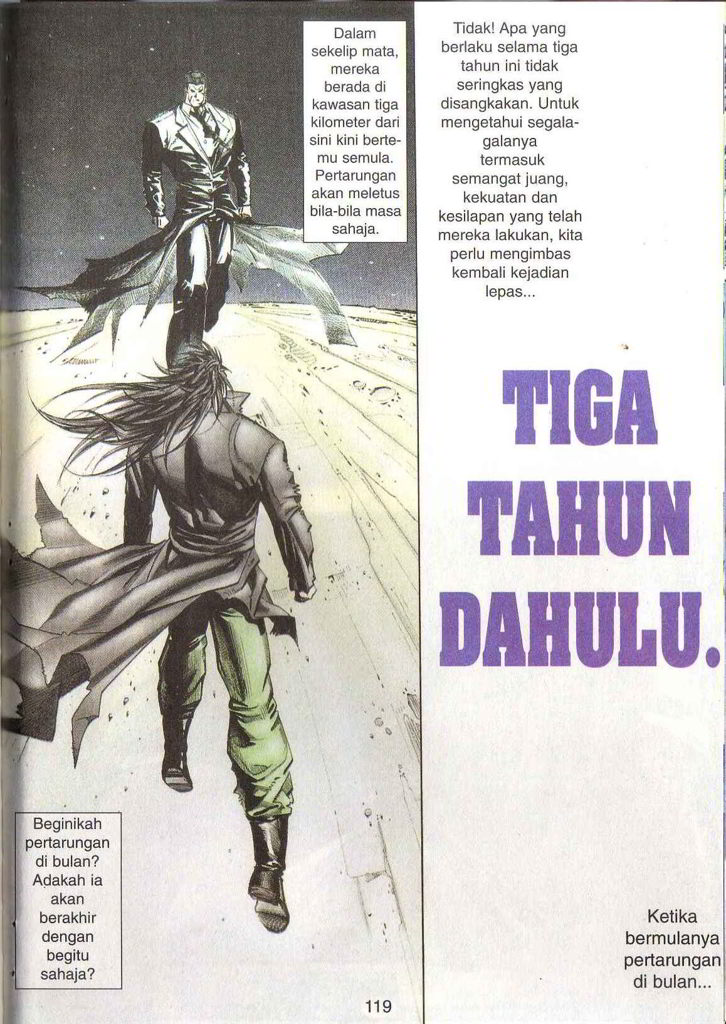 Dalam
sekelip mata,
mereka
berada di
kawasan tiga
kilometer dari
sini kini berte-
mu semula.
Pertarungan
akan meletus
bila-bila masa
sahaja.
Beginikah
pertarungan
di bulan?
Adakah ia
akan
berakhir
dengan
begitu
sahaja?
Tidak! Apa yang
berlaku selama tiga
tahun ini tidak
seringkas yang
disangkakan. Untuk
mengetahui segala-
galanya
termasuk
semangat juang,
kekuatan dan
kesilapan yang telah
mereka lakukan, kita
perlu mengimbas
kembali kejadian
lepas...
TIGA
TAHUN
DAHULU.
Ketika
bermulanya
pertarungan
di bulan...
119